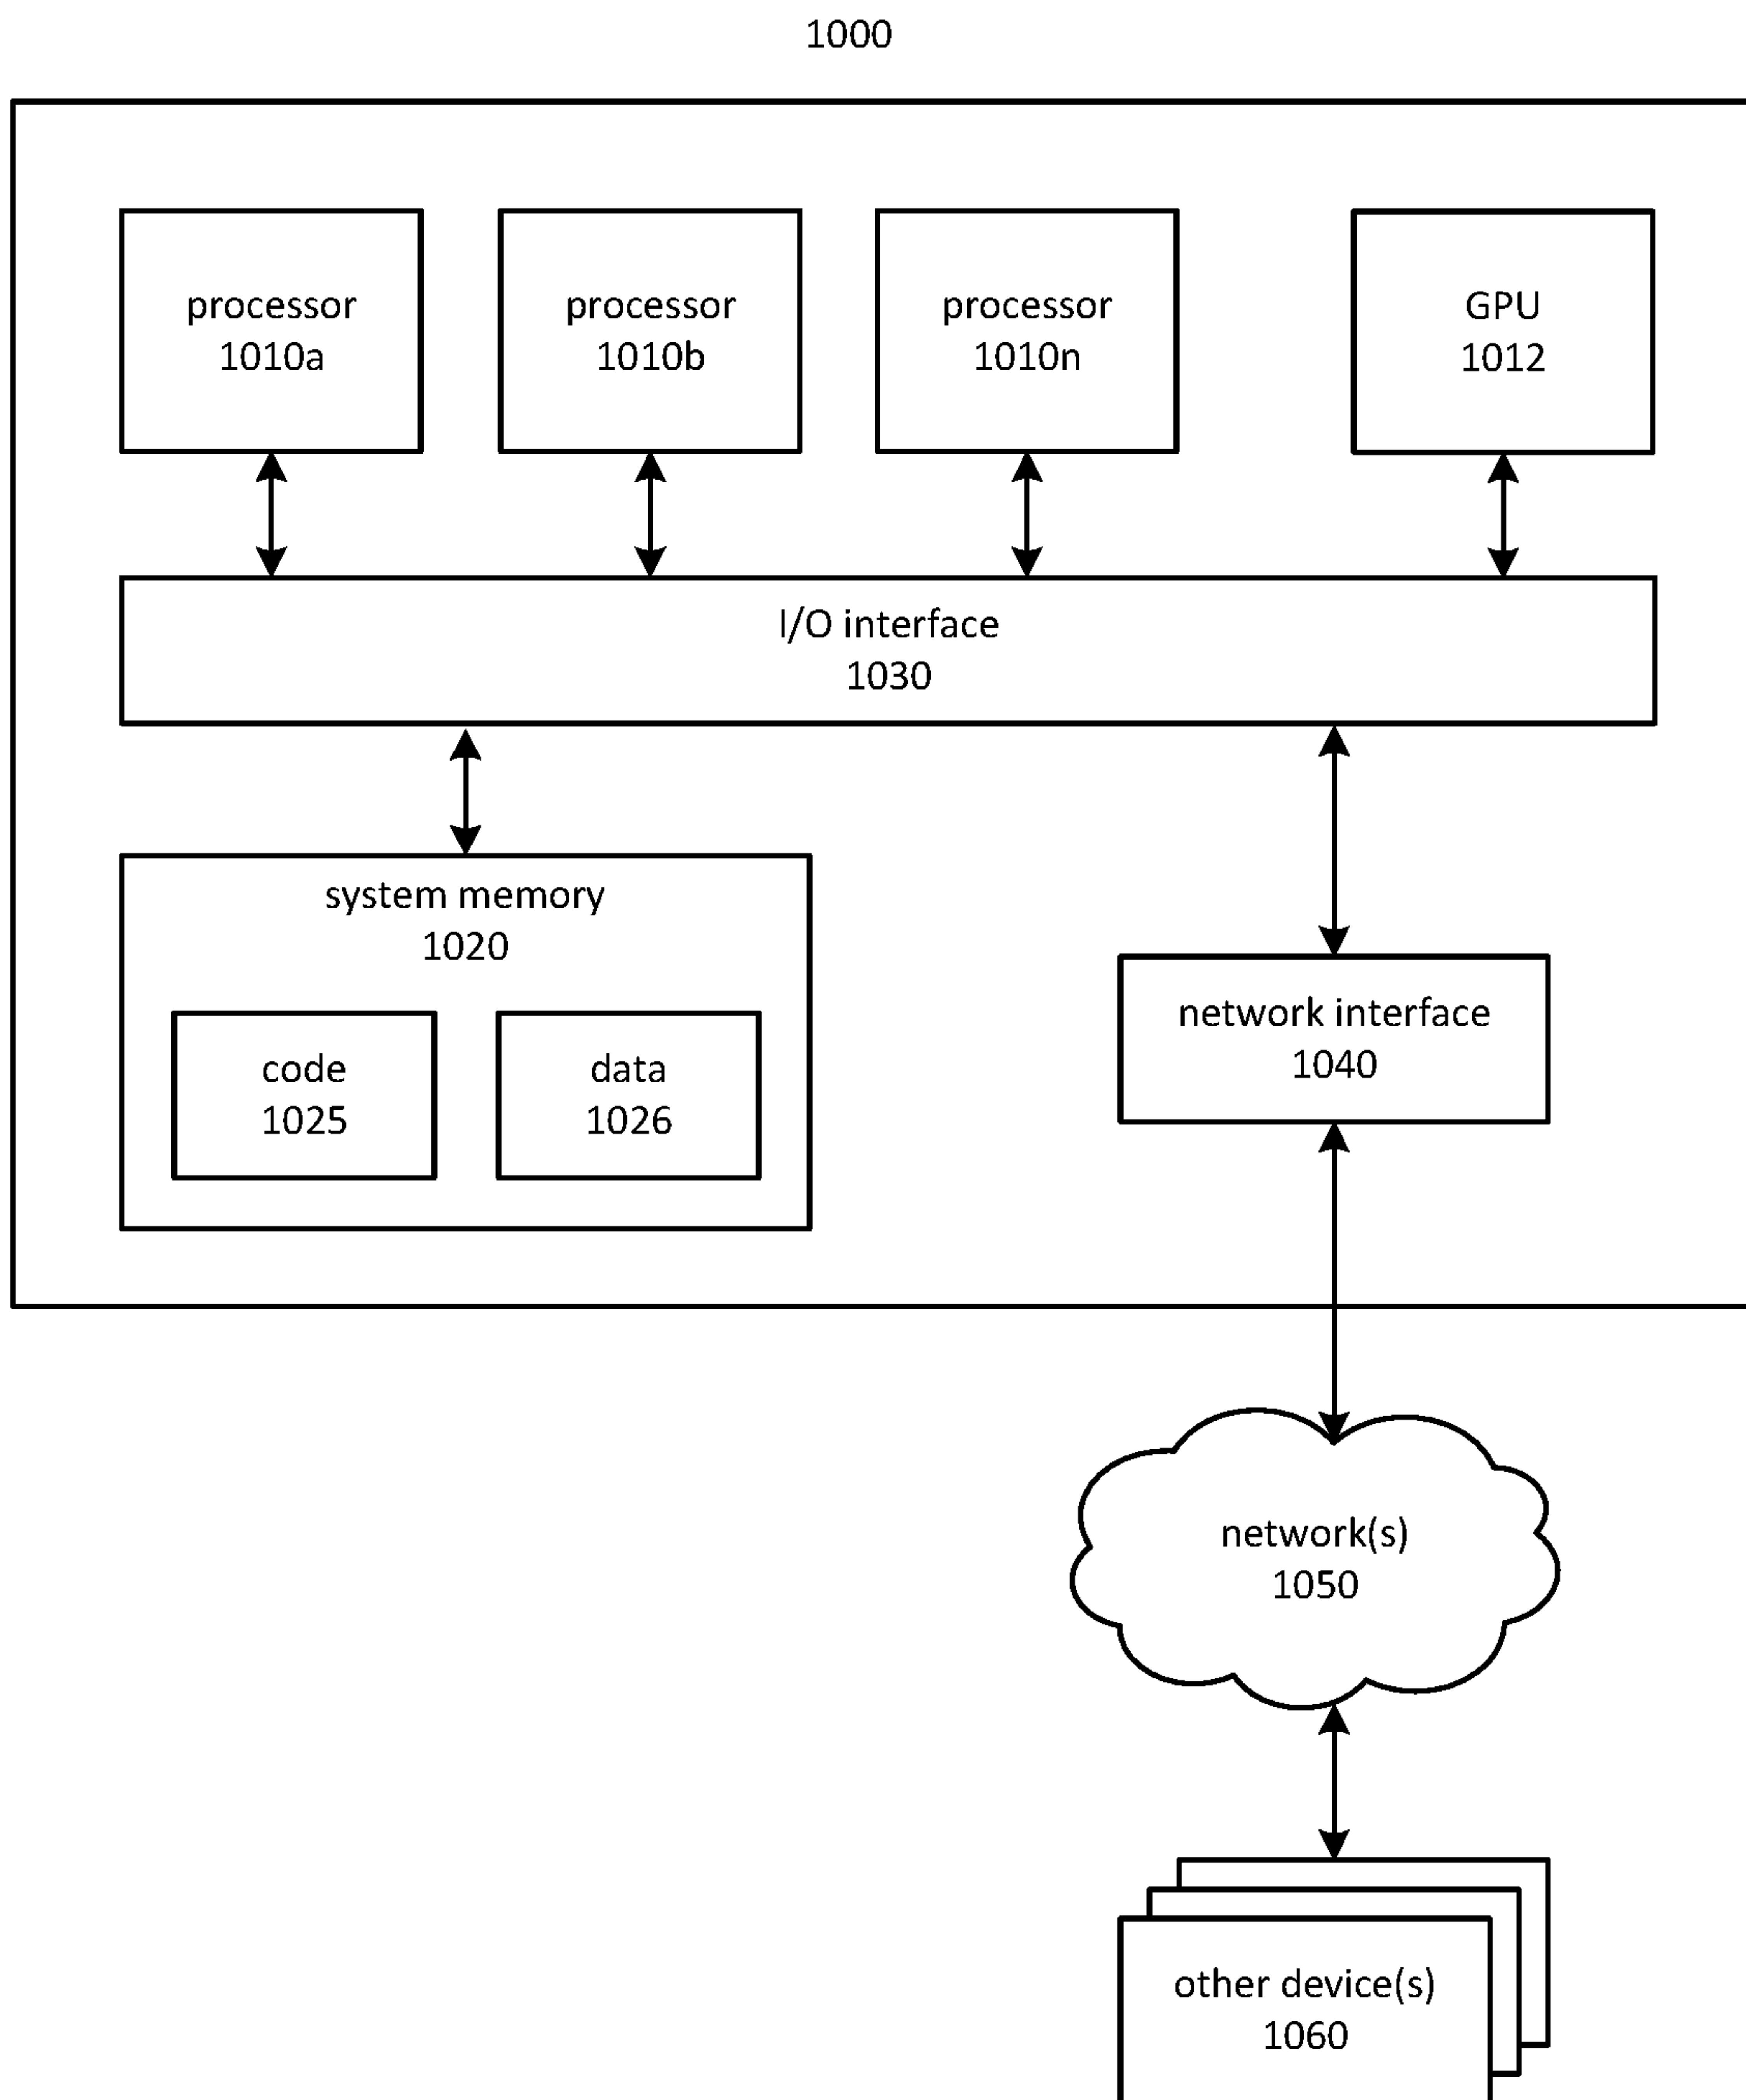 1000
processor
1010a
processor
1010b
processor
1010n
GPU
1012
I/O interface
1030
system memory
1020
code
1025
data
1026
network interface
1040
network(s)
1050
other device(s)
1060